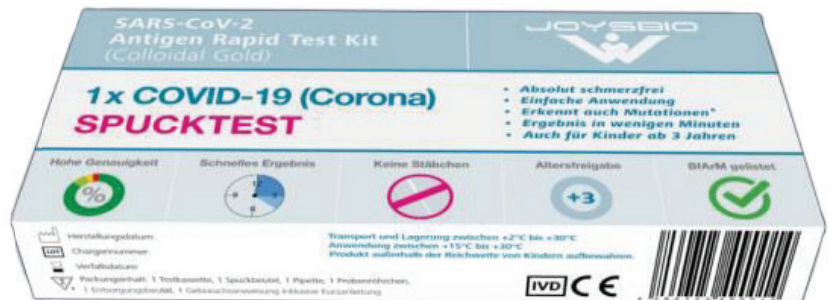 SARS-CoV-2
Antigen Rapid Test Kit
(Colloidal Gold)
JOYSBIO
1x COVID-19 (Corona)
SPUCKTEST
• Absolut schmerzfrei
• Einfache Anwendung
• Erkennt auch Mutationen*
• Ergebnis in wenigen Minuten
• Auch für Kinder ab 3 Jahren
Hohe Genauigkeit
Schnelles Ergebnis
Keine Stäbchen
Altersfreigabe
BfArM gelistet
%
12
+3
Herstellungsdatum
LOT Chargennummer
Verfallsdatum
Packungsinhalt: 1 Testkassette, 1 Spuckbeutel, 1 Pipette, 1 Probenröhrchen,
1 Entsorgungsbeutel, 1 Gebrauchsanweisung inklusive Kurzanleitung
Transport und Lagerung zwischen +2°C bis +30°C
Anwendung zwischen +15°C bis +30°C
Produkt außerhalb der Reichweite von Kindern aufbewahren.
IVD CE